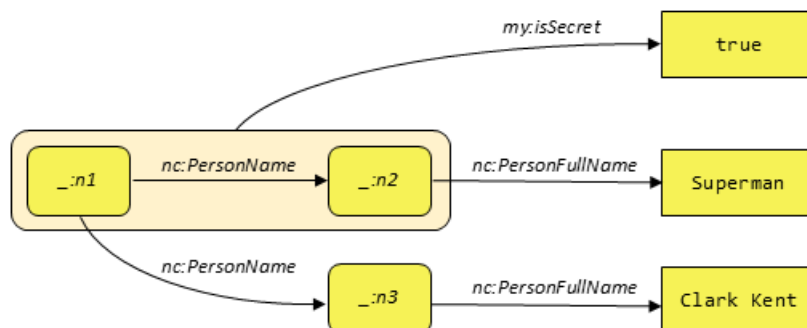 my:isSecret
true
_:n1
nc:PersonName
_:n2
nc:PersonFullName
Superman
nc:PersonName
_:n3
nc:PersonFullName
Clark Kent